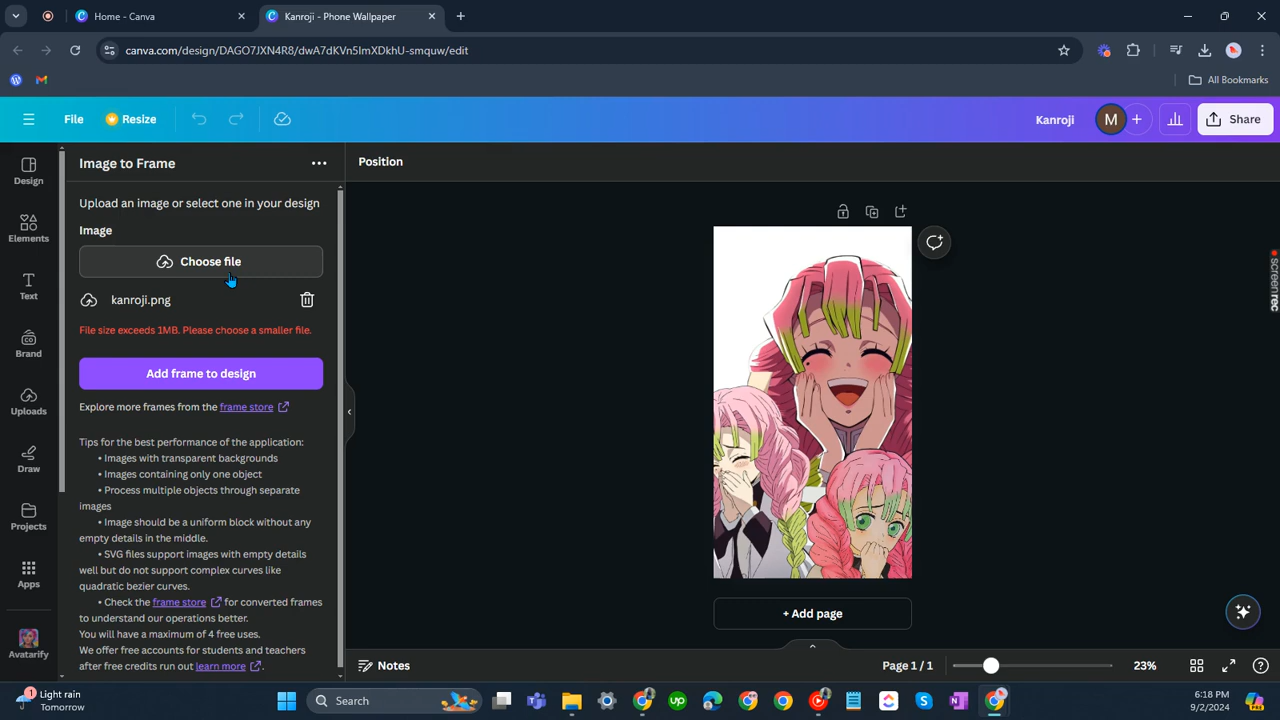 Home - Canva
Kanroji - Phone Wallpaper
canva.com/design/DAGO7JXN4R8/dwA7dKVn5ImXDkhU-smquw/edit
All Bookmarks
File
Resize
Kanroji
M
Share
Design
Elements
Text
Brand
Uploads
Draw
Projects
Apps
Avatarify
Image to Frame
Upload an image or select one in your design
Image
Choose file
kanroji.png
File size exceeds 1MB. Please choose a smaller file.
Add frame to design
Explore more frames from the frame store
Tips for the best performance of the application:
• Images with transparent backgrounds
• Images containing only one object
• Process multiple objects through separate
images
• Image should be a uniform block without any
empty details in the middle.
• SVG files support images with empty details
well but do not support complex curves like
quadratic bezier curves.
• Check the frame store for converted frames
to understand our operations better.
You will have a maximum of 4 free uses.
We offer free accounts for students and teachers
after free credits run out learn more .
Position
+ Add page
screenrec
Notes
Page 1 / 1
23%
1
Light rain
Tomorrow
Search
up
6:18 PM
9/2/2024